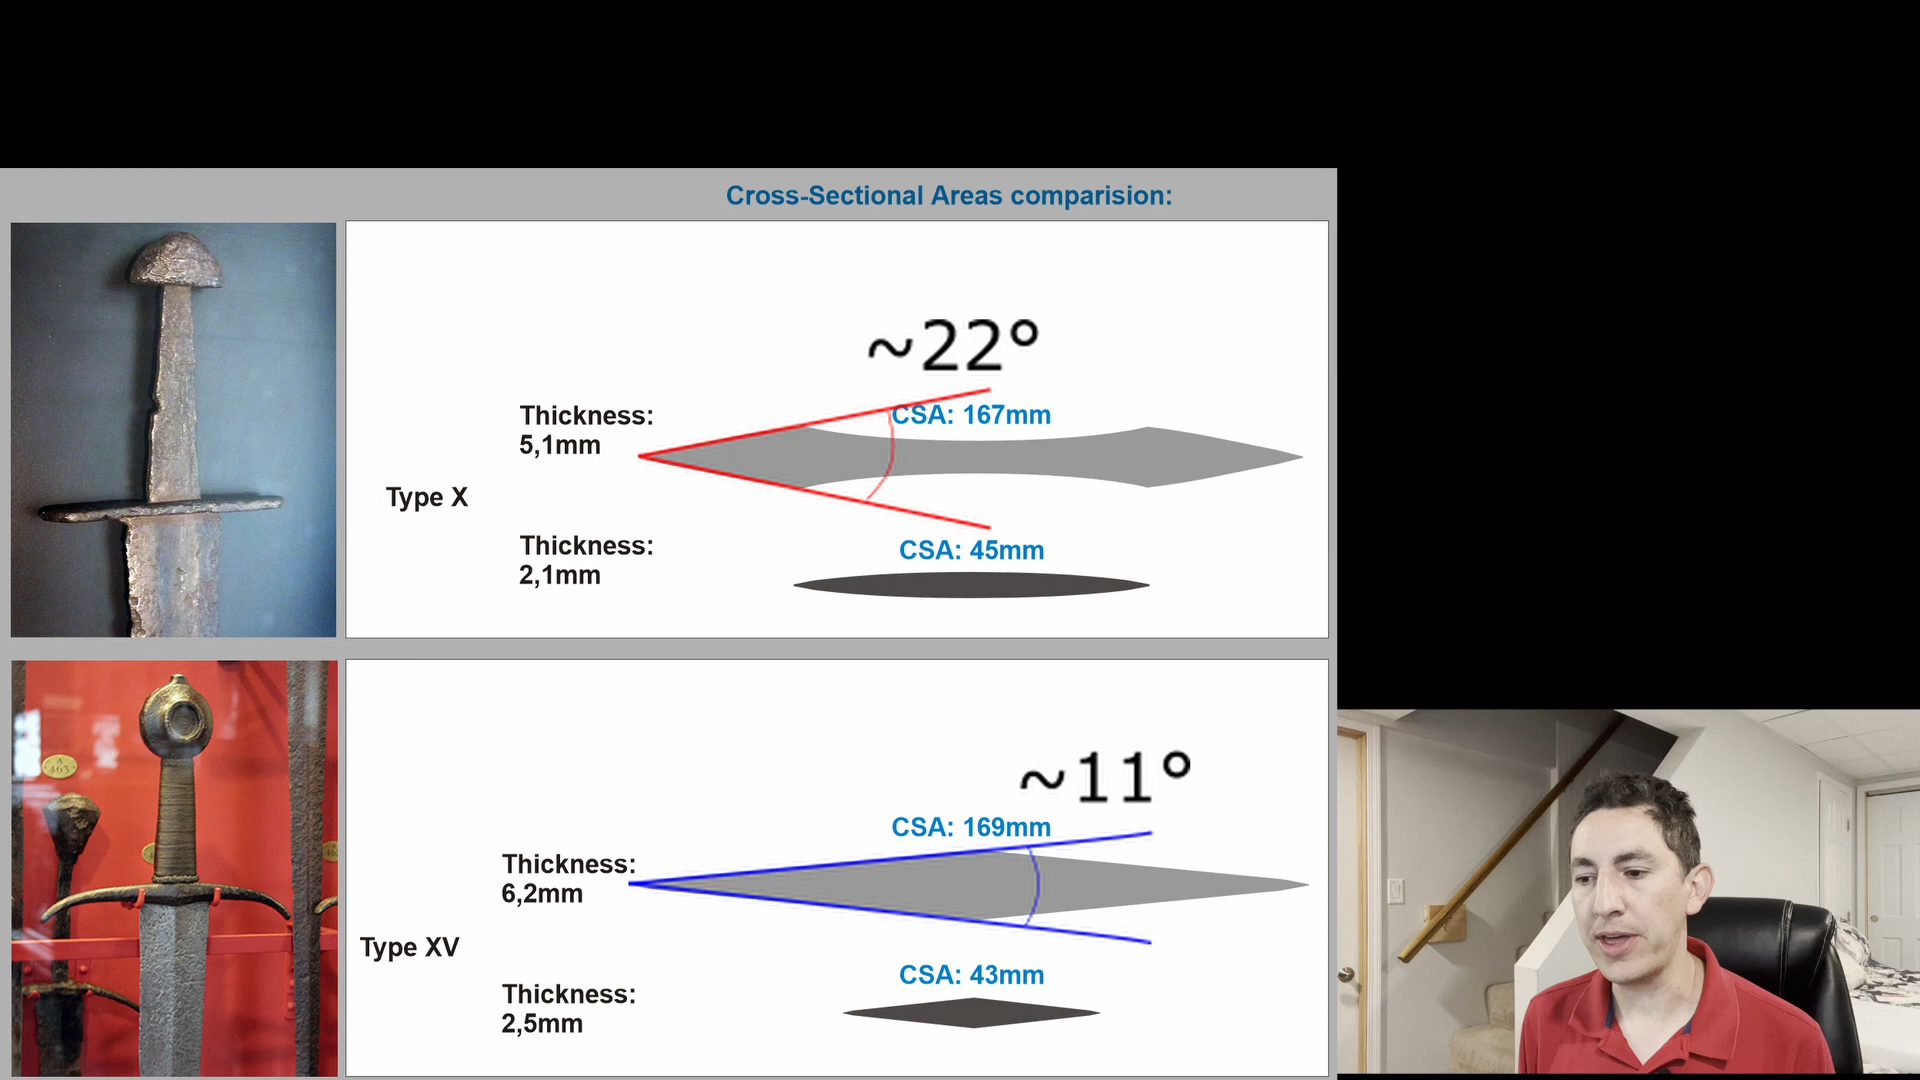 Cross-Sectional Areas comparision:
~22°
Thickness:
5,1mm
CSA: 167mm
Type X
Thickness:
2,1mm
CSA: 45mm
~11°
CSA: 169mm
Thickness:
6,2mm
Type XV
CSA: 43mm
Thickness:
2,5mm
A
463